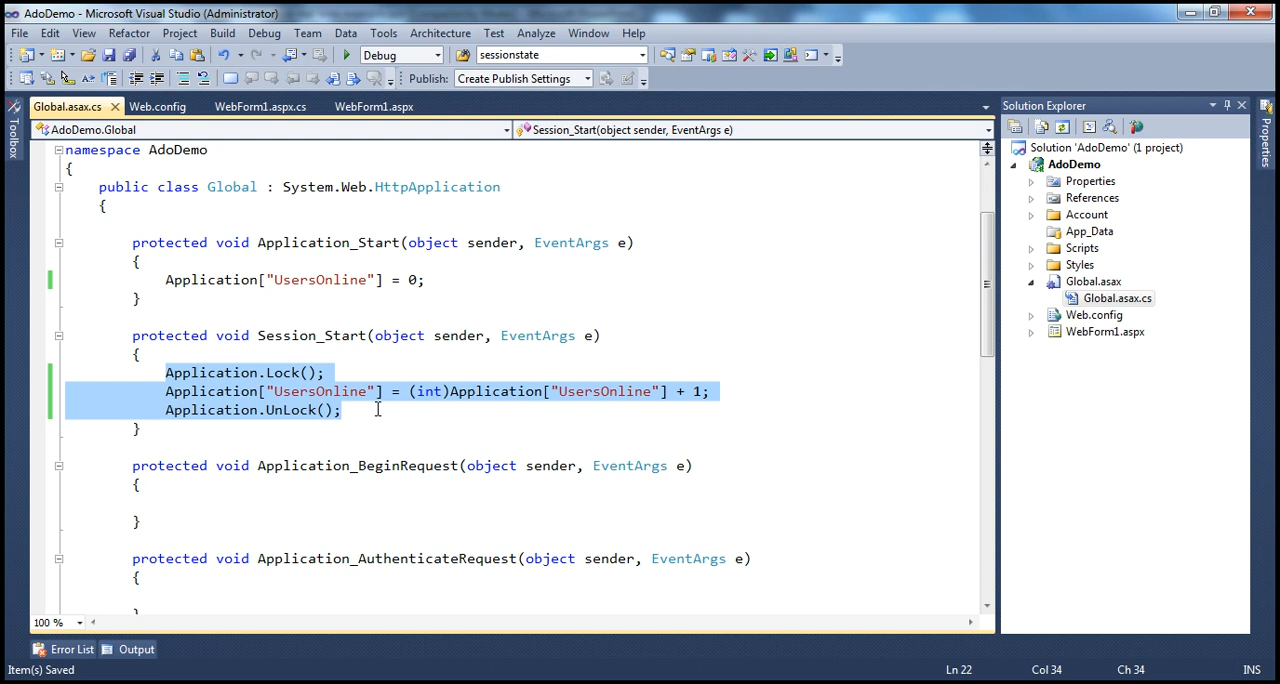 AdoDemo - Microsoft Visual Studio (Administrator)
File Edit View Refactor Project Build Debug Team Data Tools Architecture Test Analyze Window Help
Debug sessionstate
Publish: Create Publish Settings
Global.asax.cs Web.config WebForm1.aspx.cs WebForm1.aspx
AdoDemo.Global Session_Start(object sender, EventArgs e)
namespace AdoDemo
{
public class Global : System.Web.HttpApplication
{
protected void Application_Start(object sender, EventArgs e)
{
Application["UsersOnline"] = 0;
}
protected void Session_Start(object sender, EventArgs e)
{
Application.Lock();
Application["UsersOnline"] = (int)Application["UsersOnline"] + 1;
Application.UnLock();
}
protected void Application_BeginRequest(object sender, EventArgs e)
{
}
protected void Application_AuthenticateRequest(object sender, EventArgs e)
{
}
100 %
Toolbox
Solution Explorer
Solution 'AdoDemo' (1 project)
AdoDemo
Properties
References
Account
App_Data
Scripts
Styles
Global.asax
Global.asax.cs
Web.config
WebForm1.aspx
Properties
Error List Output
Item(s) Saved Ln 22 Col 34 Ch 34 INS